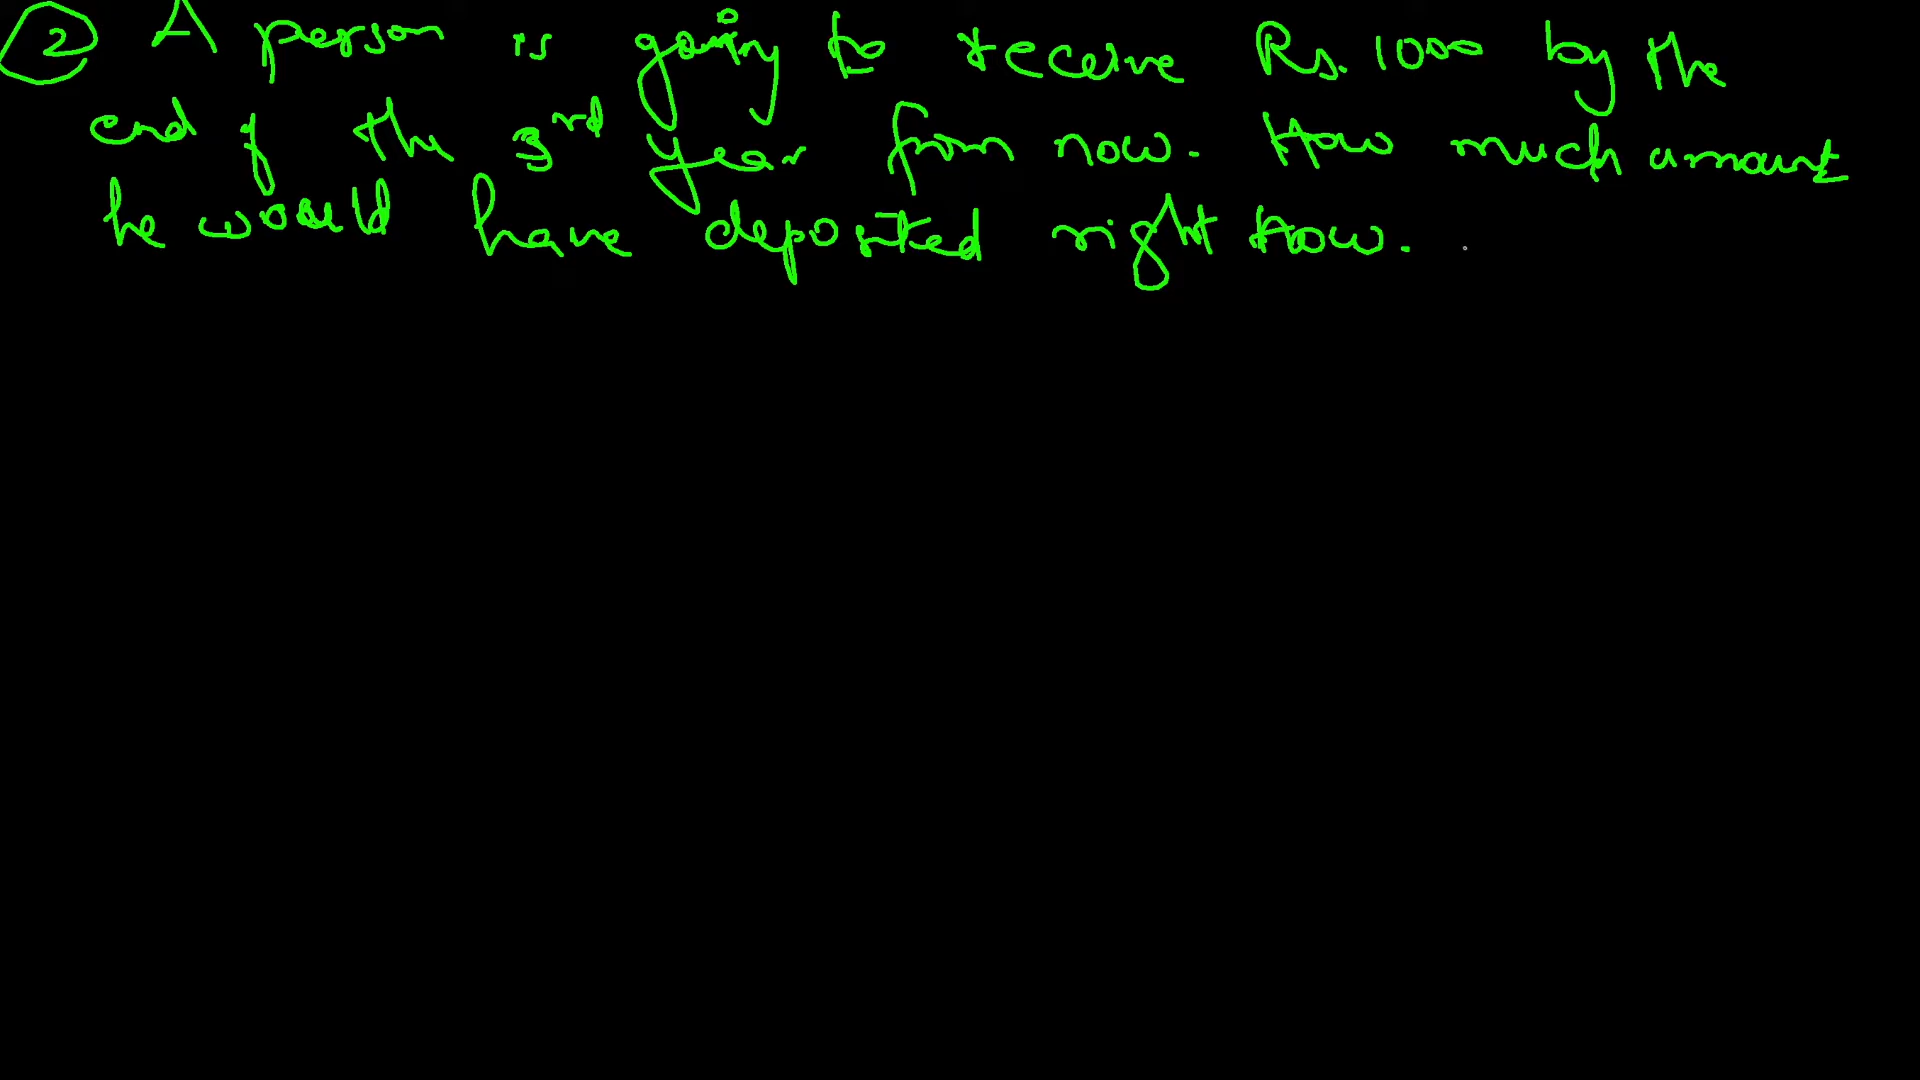 2 A person is going to receive Rs. 1000 by the
end of the 3rd year from now. How much amount
he would have deposited right now.